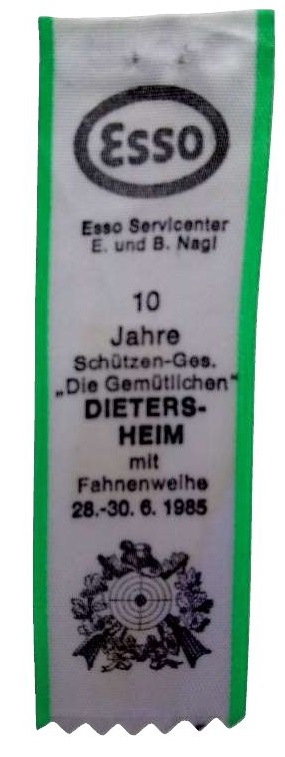 Esso
Esso Servicenter
E. und B. Nagl
10
Jahre
Schützen-Ges.
„Die Gemütlichen“
DIETERS-
HEIM
mit
Fahnenweihe
28.-30. 6. 1985